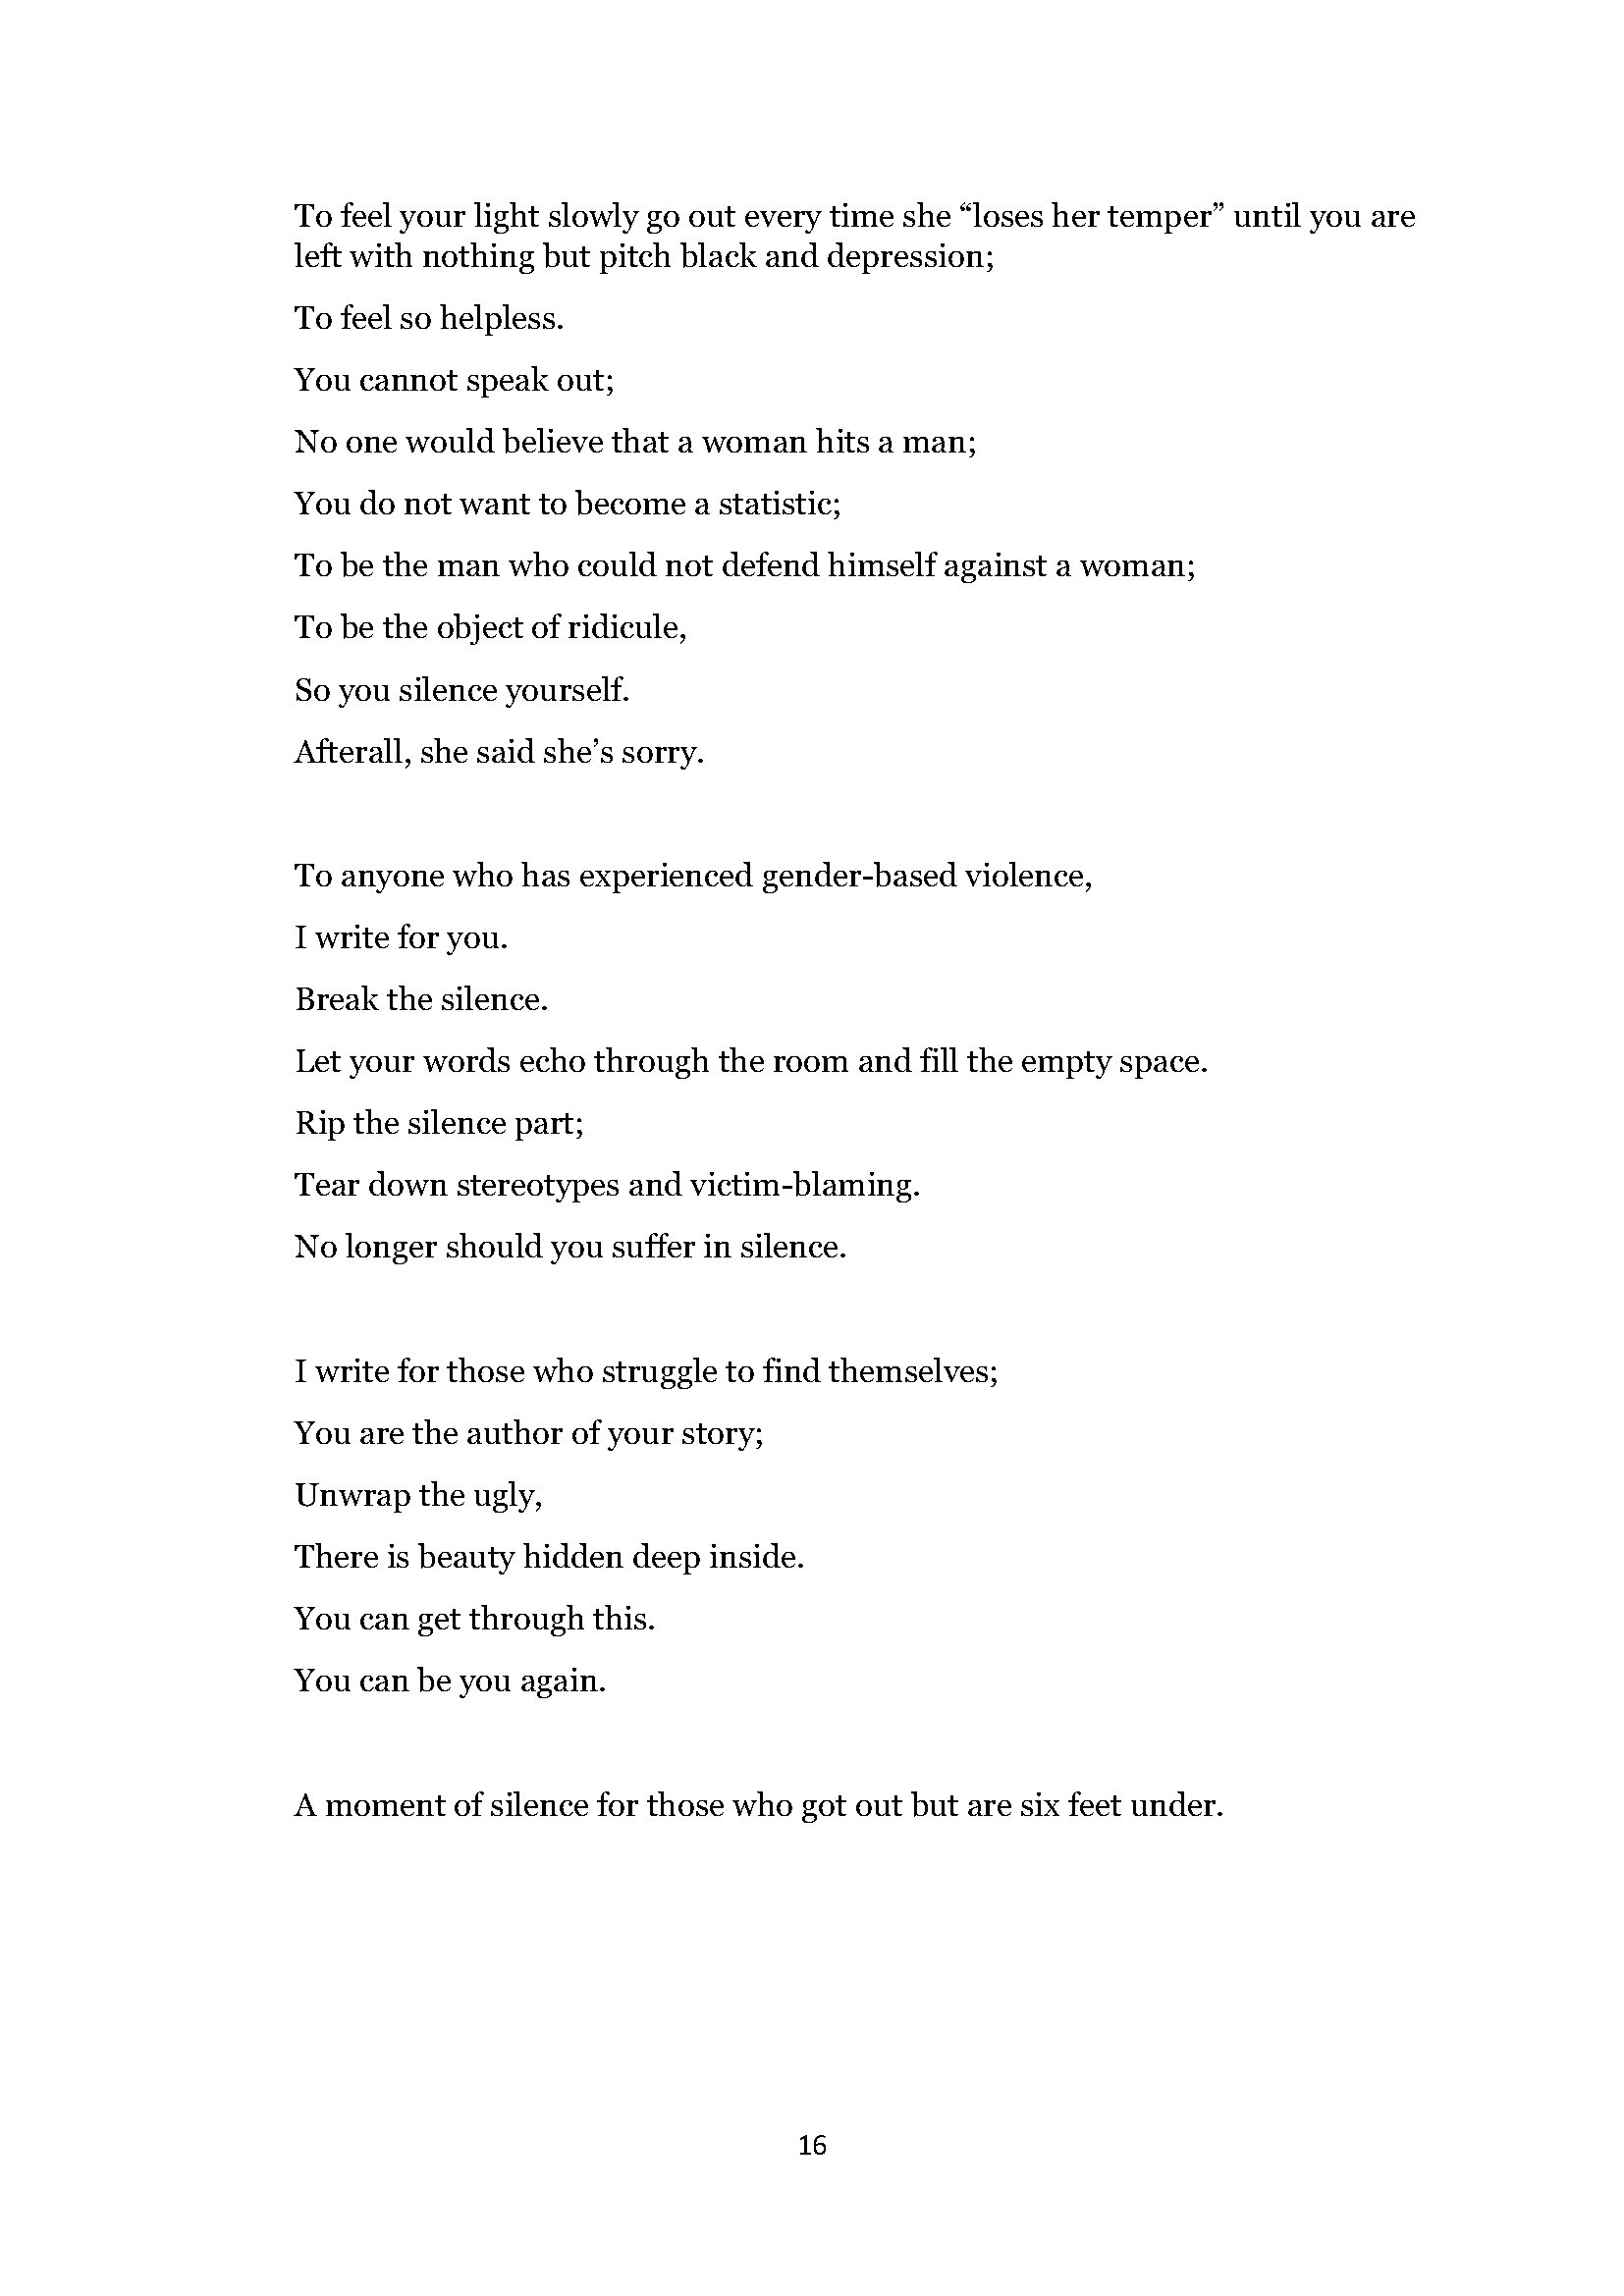 To feel your light slowly go out every time she “loses her temper” until you are
left with nothing but pitch black and depression;
To feel so helpless.
You cannot speak out;
No one would believe that a woman hits a man;
You do not want to become a statistic;
To be the man who could not defend himself against a woman;
To be the object of ridicule,
So you silence yourself.
Afterall, she said she’s sorry.
To anyone who has experienced gender-based violence,
I write for you.
Break the silence.
Let your words echo through the room and fill the empty space.
Rip the silence part;
Tear down stereotypes and victim-blaming.
No longer should you suffer in silence.
I write for those who struggle to find themselves;
You are the author of your story;
Unwrap the ugly,
There is beauty hidden deep inside.
You can get through this.
You can be you again.
A moment of silence for those who got out but are six feet under.
16